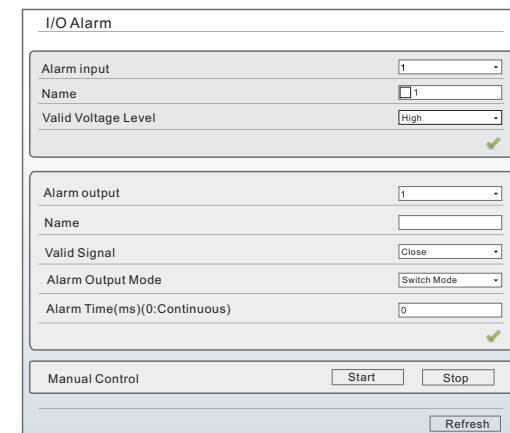 I/O Alarm
Alarm input 1
Name 1
Valid Voltage Level High
Alarm output 1
Name
Valid Signal Close
Alarm Output Mode Switch Mode
Alarm Time(ms)(0:Continuous) 0
Manual Control Start Stop
Refresh